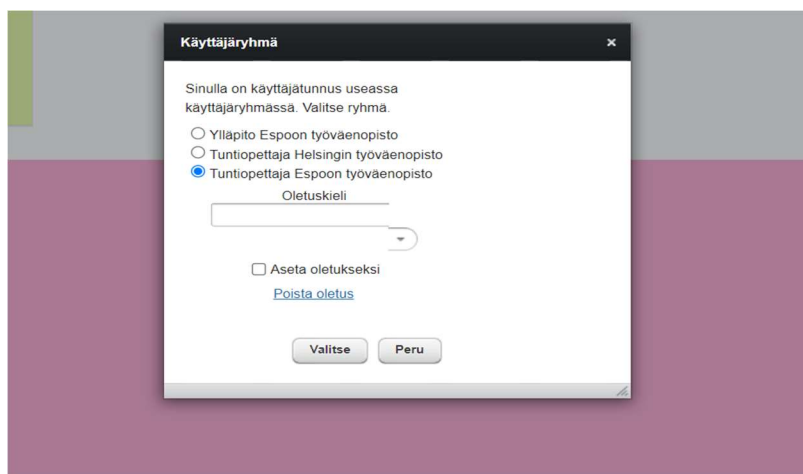 Käyttäjäryhmä
Sinulla on käyttäjätunnus useassa
käyttäjäryhmässä. Valitse ryhmä.
Ylläpito Espoon työväenopisto
Tuntiopettaja Helsingin työväenopisto
Tuntiopettaja Espoon työväenopisto
Oletuskieli
Aseta oletukseksi
Poista oletus
Valitse Peru